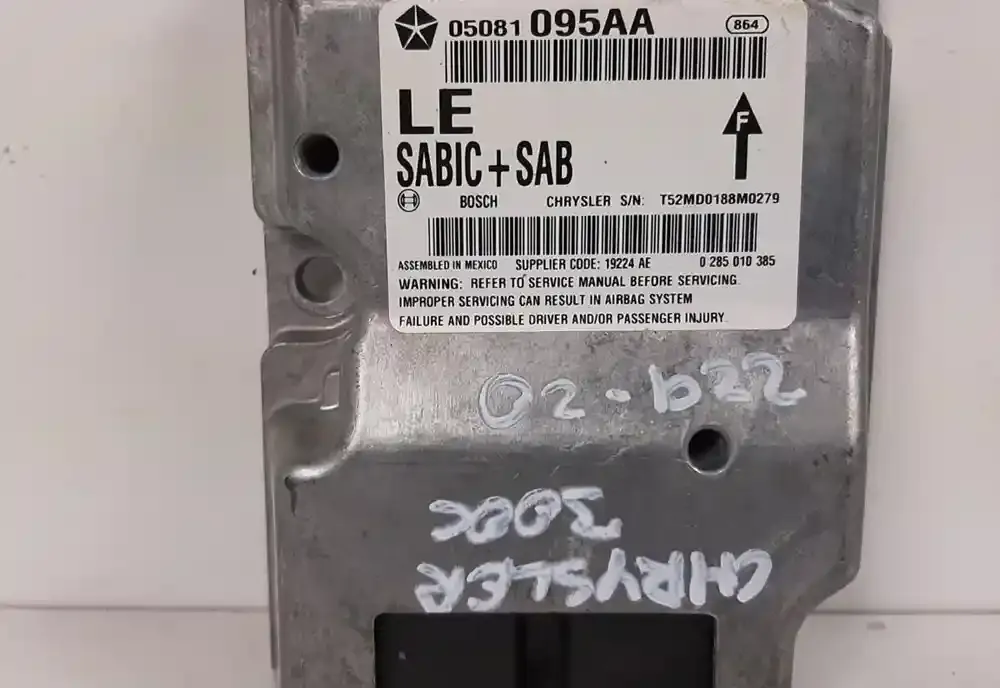 05081 095AA 864
LE
F
SABIC + SAB
BOSCH CHRYSLER S/N: T52MD0188M0279
ASSEMBLED IN MEXICO SUPPLIER CODE: 19224 AE 0 285 010 385
WARNING: REFER TO SERVICE MANUAL BEFORE SERVICING.
IMPROPER SERVICING CAN RESULT IN AIRBAG SYSTEM
FAILURE AND POSSIBLE DRIVER AND/OR PASSENGER INJURY.
CHRYSLER
300C